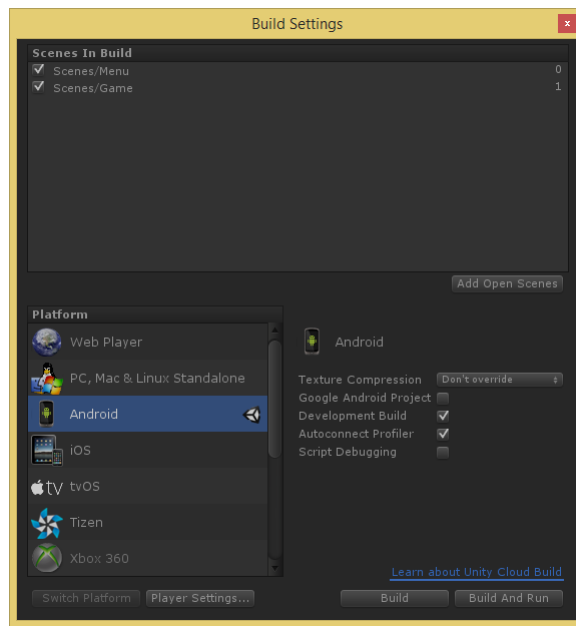 Build Settings
x
Scenes In Build
Scenes/Menu 0
Scenes/Game 1
Add Open Scenes
Platform
Web Player
PC, Mac & Linux Standalone
Android
iOS
tv tvOS
Tizen
Xbox 360
Android
Texture Compression Don't override
Google Android Project
Development Build
Autoconnect Profiler
Script Debugging
Learn about Unity Cloud Build
Switch Platform Player Settings... Build Build And Run